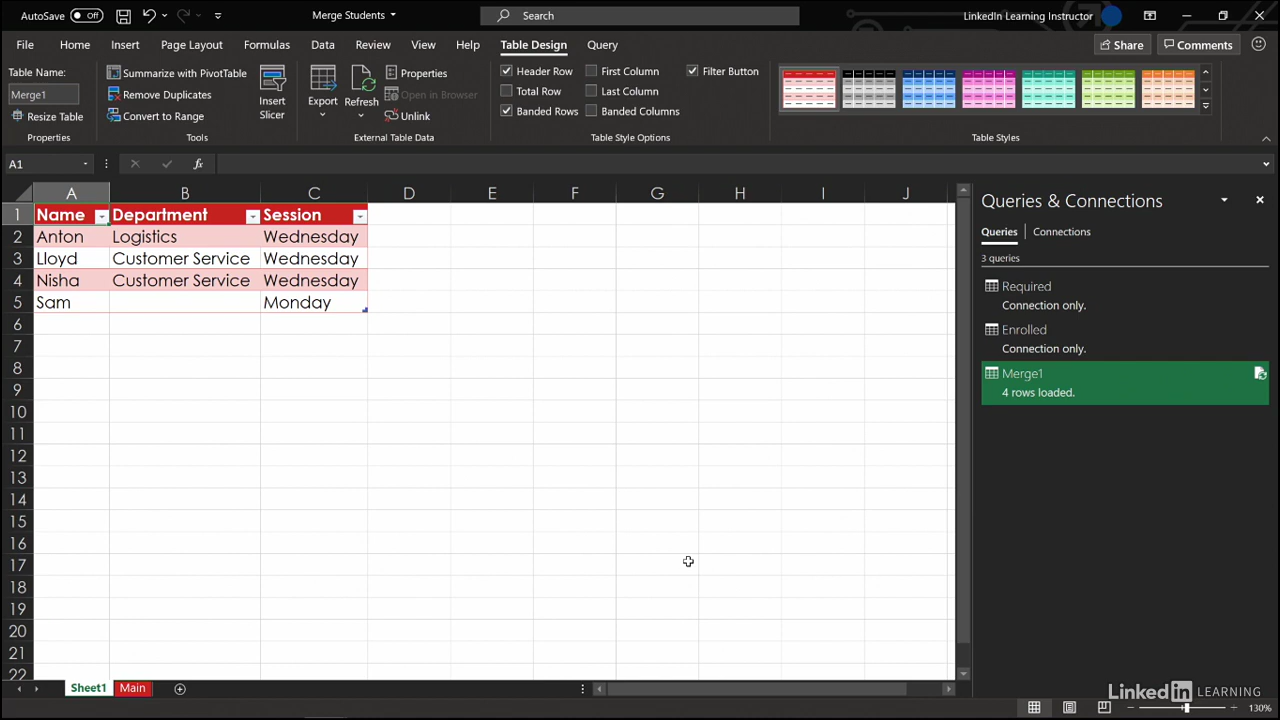 AutoSave Off
Merge Students
Search
LinkedIn Learning Instructor
File Home Insert Page Layout Formulas Data Review View Help Table Design Query
Share Comments
Table Name:
Merge1
Resize Table
Properties
Summarize with PivotTable
Remove Duplicates
Convert to Range
Tools
Insert
Slicer
Export
Refresh
Properties
Open in Browser
Unlink
External Table Data
Header Row First Column Filter Button
Total Row Last Column
Banded Rows Banded Columns
Table Style Options
Table Styles
A1 fx
A B C D E F G H I J
1 Name Department Session
2 Anton Logistics Wednesday
3 Lloyd Customer Service Wednesday
4 Nisha Customer Service Wednesday
5 Sam Monday
6
7
8
9
10
11
12
13
14
15
16
17
18
19
20
21
22
Queries & Connections
Queries Connections
3 queries
Required
Connection only.
Enrolled
Connection only.
Merge1
4 rows loaded.
Sheet1 Main
LinkedIn LEARNING
130%